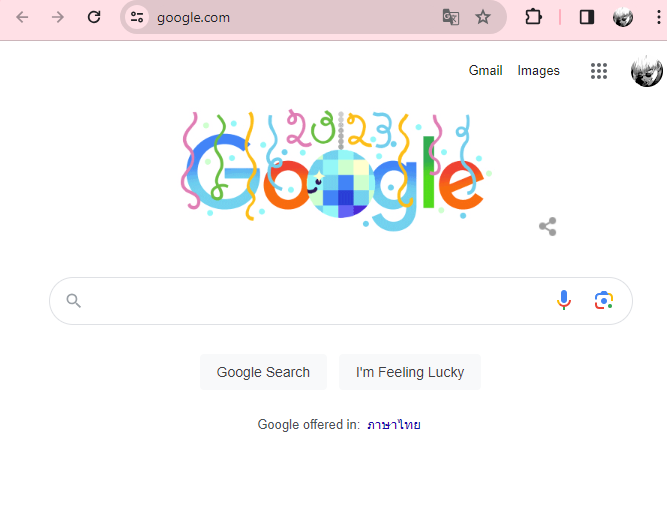 google.com
Gmail Images
2023
Google
Google Search I'm Feeling Lucky
Google offered in: ภาษาไทย